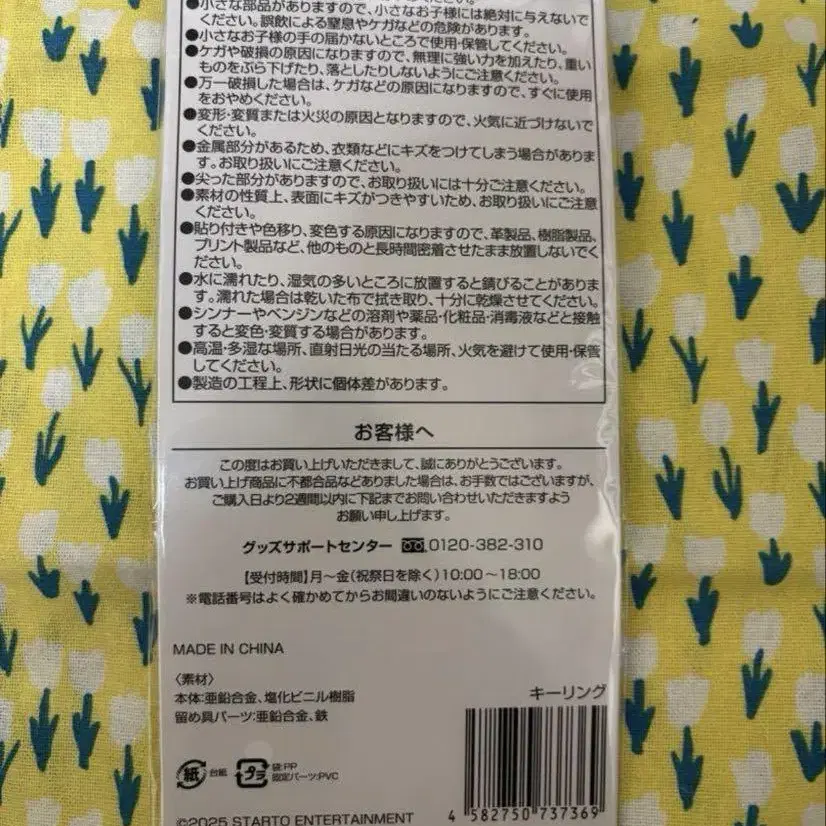 ●小さな部品がありますので、小さなお子様には絶対に与えないで
ください。誤飲による窒息やケガなどの危険があります。
●小さなお子様の手の届かないところで使用・保管してください。
●ケガや破損の原因になりますので、無理に強い力を加えたり、重い
ものをぶら下げたり、落としたりしないようにご注意ください。
●万一破損した場合は、ケガなどの原因になりますので、すぐに使用
をおやめください。
●変形・変質または火災の原因となりますので、火気に近づけないで
ください。
●金属部分があるため、衣類などにキズをつけてしまう場合がありま
す。お取り扱いにご注意ください。
●尖った部分がありますので、お取り扱いには十分ご注意ください。
●素材の性質上、表面にキズがつきやすいため、お取り扱いにご注意
ください。
●貼り付きや色移り、変色する原因になりますので、革製品、樹脂製品、
プリント製品など、他のものと長時間密着させたまま放置しないでく
ださい。
●水に濡れたり、湿気の多いところに放置すると錆びることがありま
す。濡れた場合は乾いた布で拭き取り、十分に乾燥させてください。
●シンナーやベンジンなどの溶剤や薬品・化粧品・消毒液などと接触
すると変色・変質する場合があります。
●高温・多湿な場所、直射日光の当たる場所、火気を避けて使用・保管
してください。
●製造の工程上、形状に個体差があります。
お客様へ
この度はお買い上げいただきまして、誠にありがとうございます。
お買い上げ商品に不都合品などありました場合は、お手数ではございますが、
ご購入日より2週間以内に下記までお問い合わせいただきますよう
お願い申し上げます。
グッズサポートセンター 0120-382-310
【受付時間】月～金(祝祭日を除く)10:00～18:00
※電話番号はよく確かめてからお間違いのないようにご注意ください。
MADE IN CHINA
〈素材〉
本体:亜鉛合金、塩化ビニル樹脂
留め具パーツ:亜鉛合金、鉄
キーリング
紙 台紙 プラ 袋:PP
固定パーツ:PVC
4 582750 737369
©2025 STARTO ENTERTAINMENT